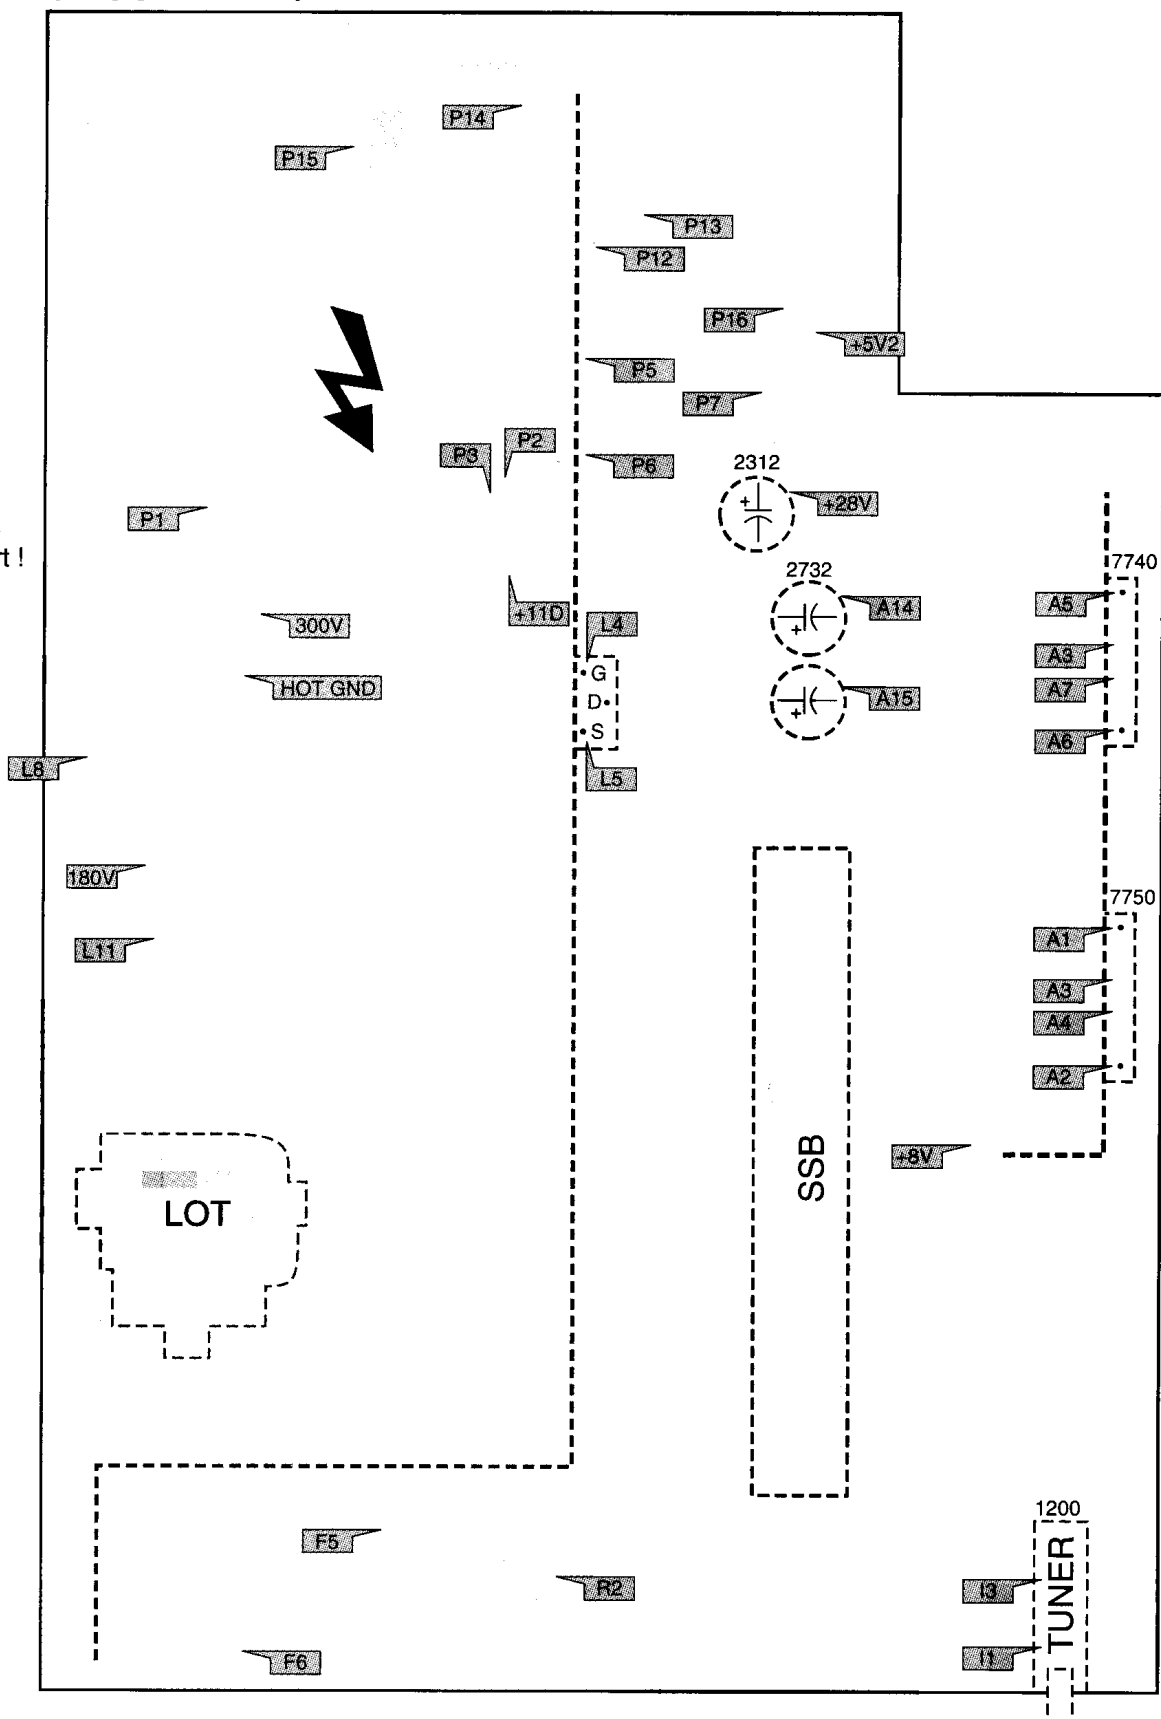 P14
P15
P13
P12
P16
+5V2
P5
P7
P2
P3
P6
2312
+
+28V
P1
t !
7740
2732
+
A14
A5
300V
+11D
L4
A3
G
HOT GND
D
A7
A15
+
S
A6
L8
L5
180V
7750
L11
A1
A3
A4
A2
SSB
+8V
LOT
1200
F5
TUNER
R2
I3
F6
I1